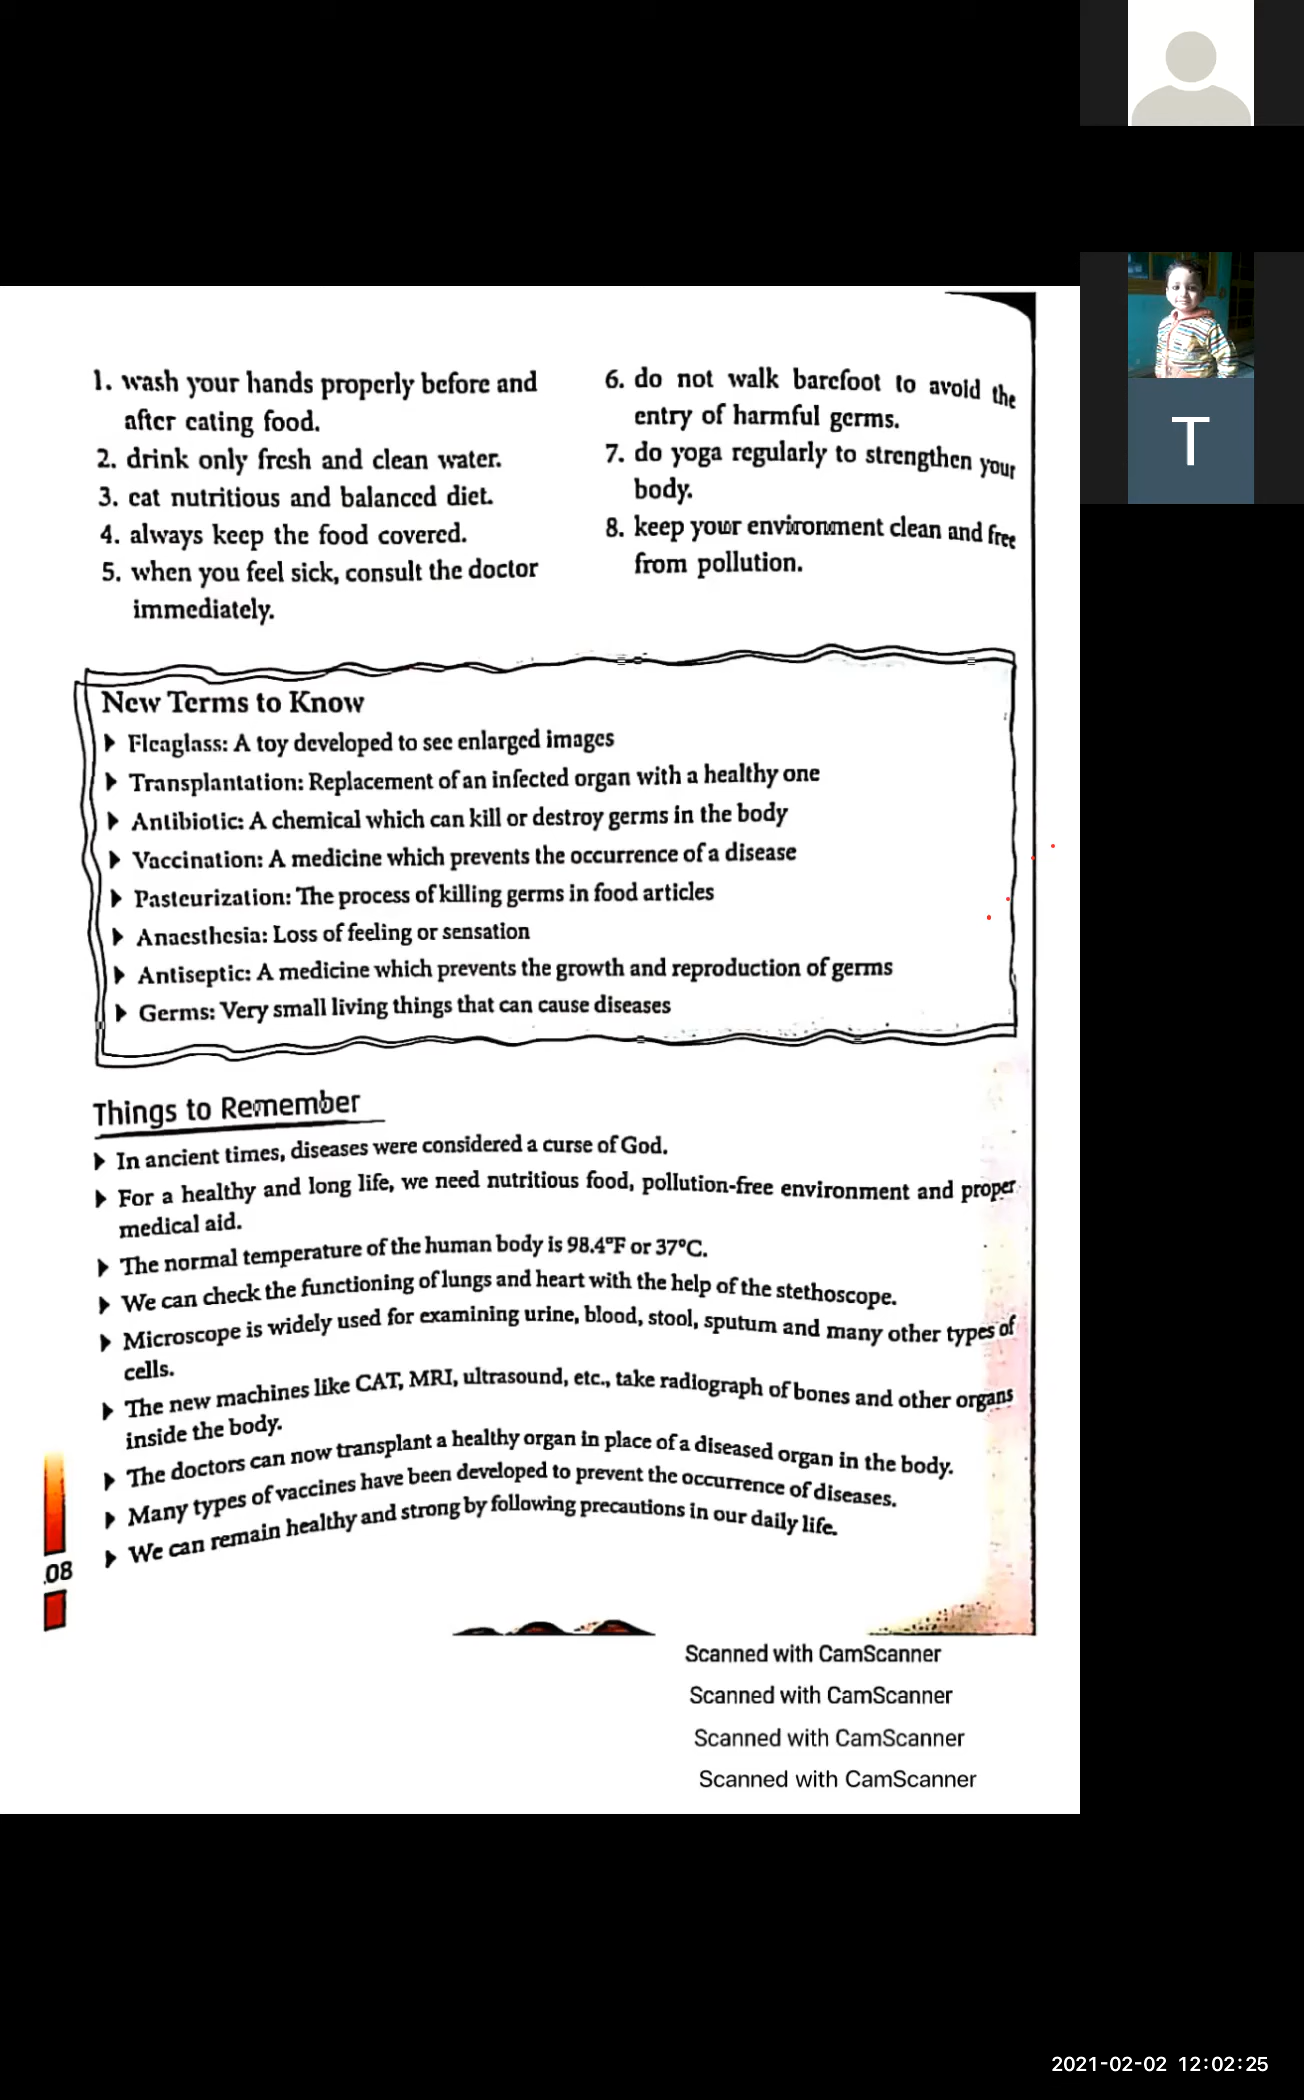 T
1. wash your hands properly before and
after eating food.
2. drink only fresh and clean water.
3. eat nutritious and balanced diet.
4. always keep the food covered.
5. when you feel sick, consult the doctor
immediately.
6. do not walk barefoot to avoid the
entry of harmful germs.
7. do yoga regularly to strengthen your
body.
8. keep your environment clean and free
from pollution.
New Terms to Know
Fleaglass: A toy developed to see enlarged images
Transplantation: Replacement of an infected organ with a healthy one
Antibiotic: A chemical which can kill or destroy germs in the body
Vaccination: A medicine which prevents the occurrence of a disease
Pasteurization: The process of killing germs in food articles
Anaesthesia: Loss of feeling or sensation
Antiseptic: A medicine which prevents the growth and reproduction of germs
Germs: Very small living things that can cause diseases
Things to Remember
In ancient times, diseases were considered a curse of God.
For a healthy and long life, we need nutritious food, pollution-free environment and proper
medical aid.
The normal temperature of the human body is 98.4°F or 37°C.
We can check the functioning of lungs and heart with the help of the stethoscope.
Microscope is widely used for examining urine, blood, stool, sputum and many other types of
cells.
The new machines like CAT, MRI, ultrasound, etc., take radiograph of bones and other organs
inside the body.
The doctors can now transplant a healthy organ in place of a diseased organ in the body.
Many types of vaccines have been developed to prevent the occurrence of diseases.
We can remain healthy and strong by following precautions in our daily life.
08
Scanned with CamScanner
Scanned with CamScanner
Scanned with CamScanner
Scanned with CamScanner
2021-02-02 12:02:25